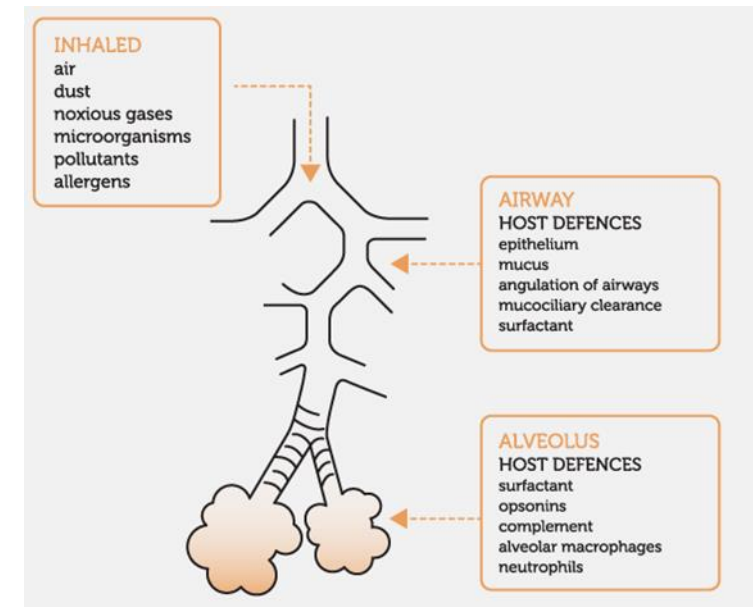 INHALED
air
dust
noxious gases
microorganisms
pollutants
allergens
AIRWAY
HOST DEFENCES
epithelium
mucus
angulation of airways
mucociliary clearance
surfactant
ALVEOLUS
HOST DEFENCES
surfactant
opsonins
complement
alveolar macrophages
neutrophils